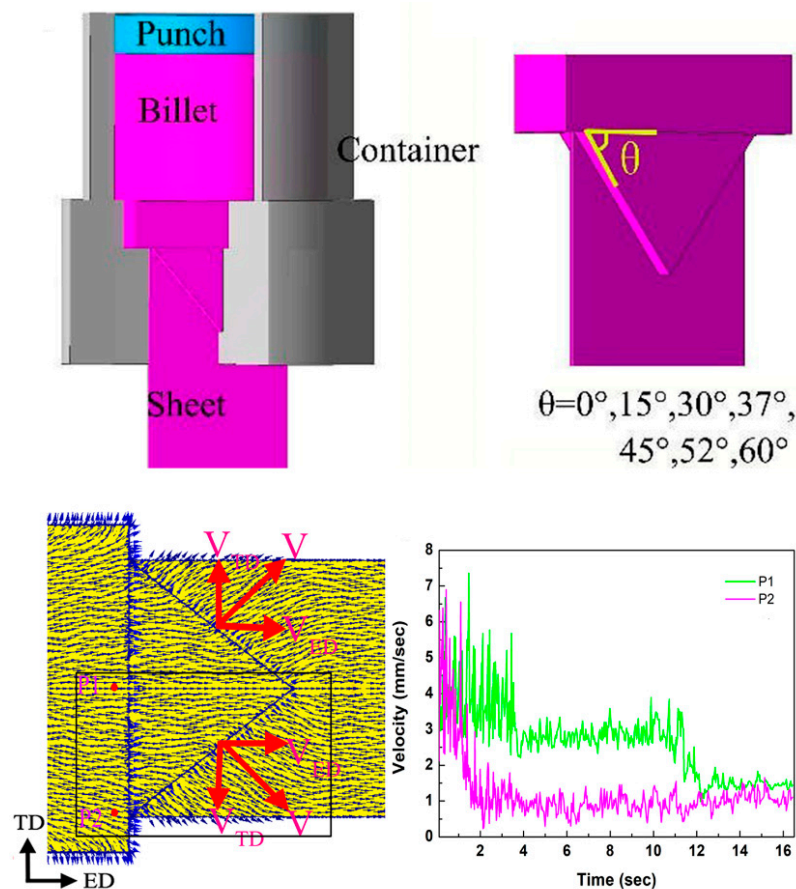 Punch
Billet
Container
Sheet
θ
θ=0°,15°,30°,37°,
45°,52°,60°
V TD
V
V ED
P1
V ED
P2
V TD
V
TD
ED
8
7
6
5
4
3
2
1
0
Velocity (mm/sec)
P1
P2
2 4 6 8 10 12 14 16
Time (sec)